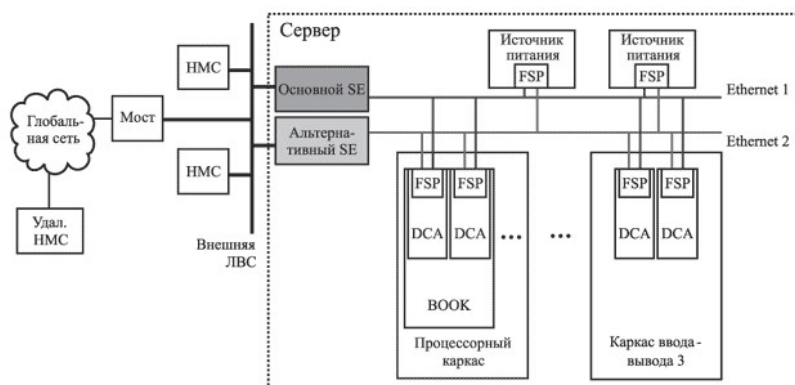 Сервер
Источник
питания
FSP
Источник
питания
FSP
НМС
Основной SE
Ethernet 1
Глобаль-
ная сеть
Мост
Альтерна-
тивный SE
Ethernet 2
НМС
Удал.
НМС
Внешняя
ЛВС
FSP
FSP
DCA
DCA
...
BOOK
Процессорный
каркас
...
FSP
FSP
DCA
DCA
Каркас ввода-
вывода 3